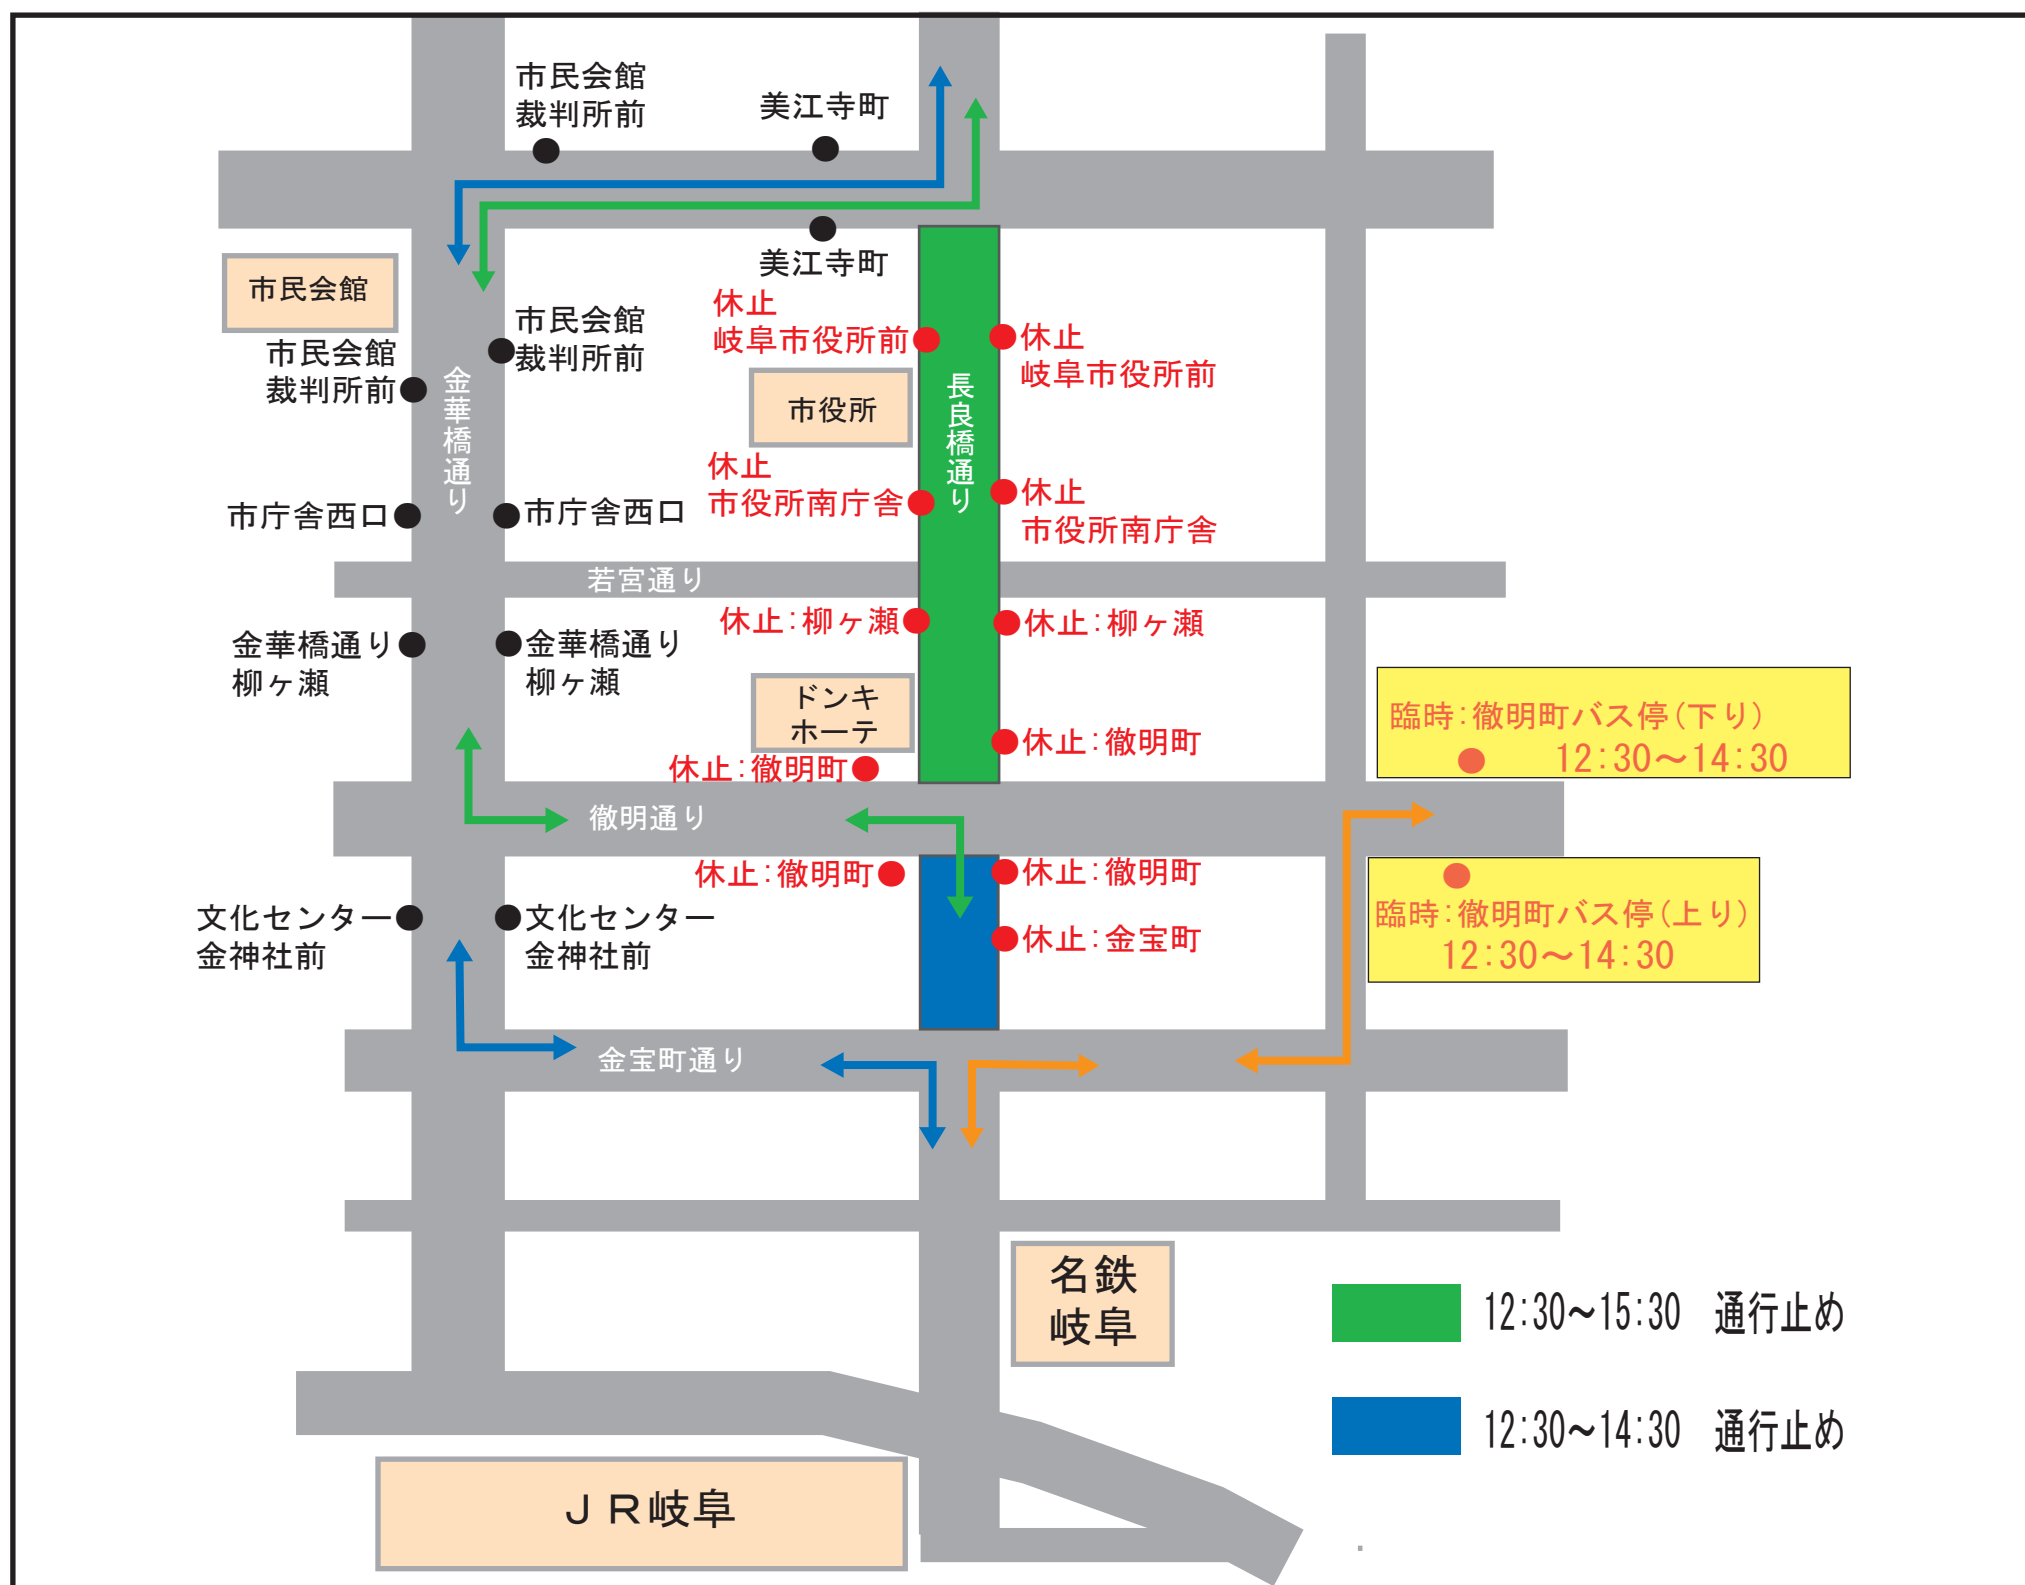 市民会館
裁判所前
美江寺町
美江寺町
市民会館
市民会館
裁判所前
市民会館
裁判所前
金華橋通り
休止
岐阜市役所前
長良橋通り
休止
岐阜市役所前
市役所
休止
市役所南庁舎
休止
市役所南庁舎
市庁舎西口
市庁舎西口
若宮通り
休止：柳ヶ瀬
休止：柳ヶ瀬
金華橋通り
柳ヶ瀬
金華橋通り
柳ヶ瀬
ドンキ
ホーテ
休止：徹明町
休止：徹明町
臨時：徹明町バス停(下り)
12:30〜14:30
徹明通り
休止：徹明町
休止：徹明町
臨時：徹明町バス停(上り)
12:30〜14:30
文化センター
金神社前
文化センター
金神社前
休止：金宝町
金宝町通り
名鉄
岐阜
12:30〜15:30　通行止め
12:30〜14:30　通行止め
ＪＲ岐阜